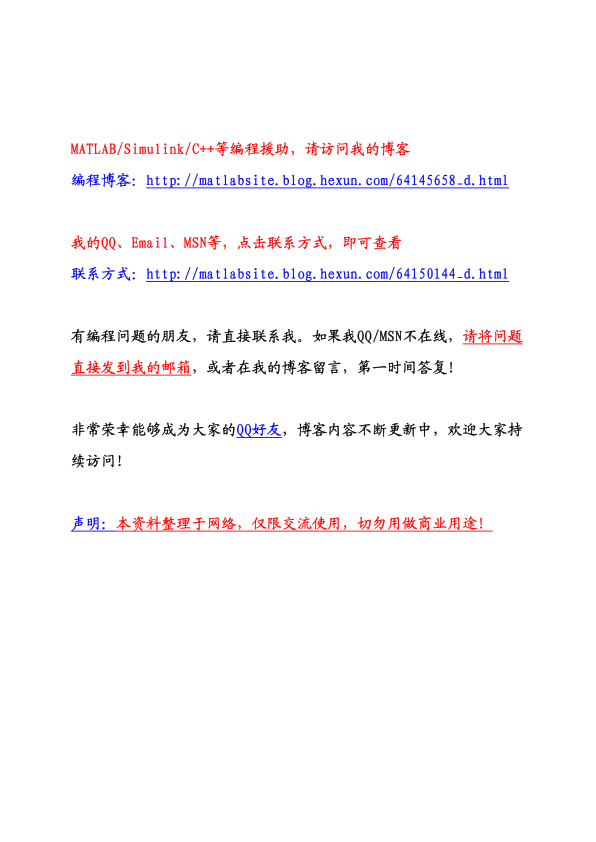 MATLAB/Simulink/C++等编程援助，请访问我的博客
编程博客：http://matlabsite.blog.hexun.com/64145658_d.html
我的QQ、Email、MSN等，点击联系方式，即可查看
联系方式：http://matlabsite.blog.hexun.com/64150144_d.html
有编程问题的朋友，请直接联系我。如果我QQ/MSN不在线，请将问题
直接发到我的邮箱，或者在我的博客留言，第一时间答复！
非常荣幸能够成为大家的QQ好友，博客内容不断更新中，欢迎大家持
续访问！
声明：本资料整理于网络，仅限交流使用，切勿用做商业用途！